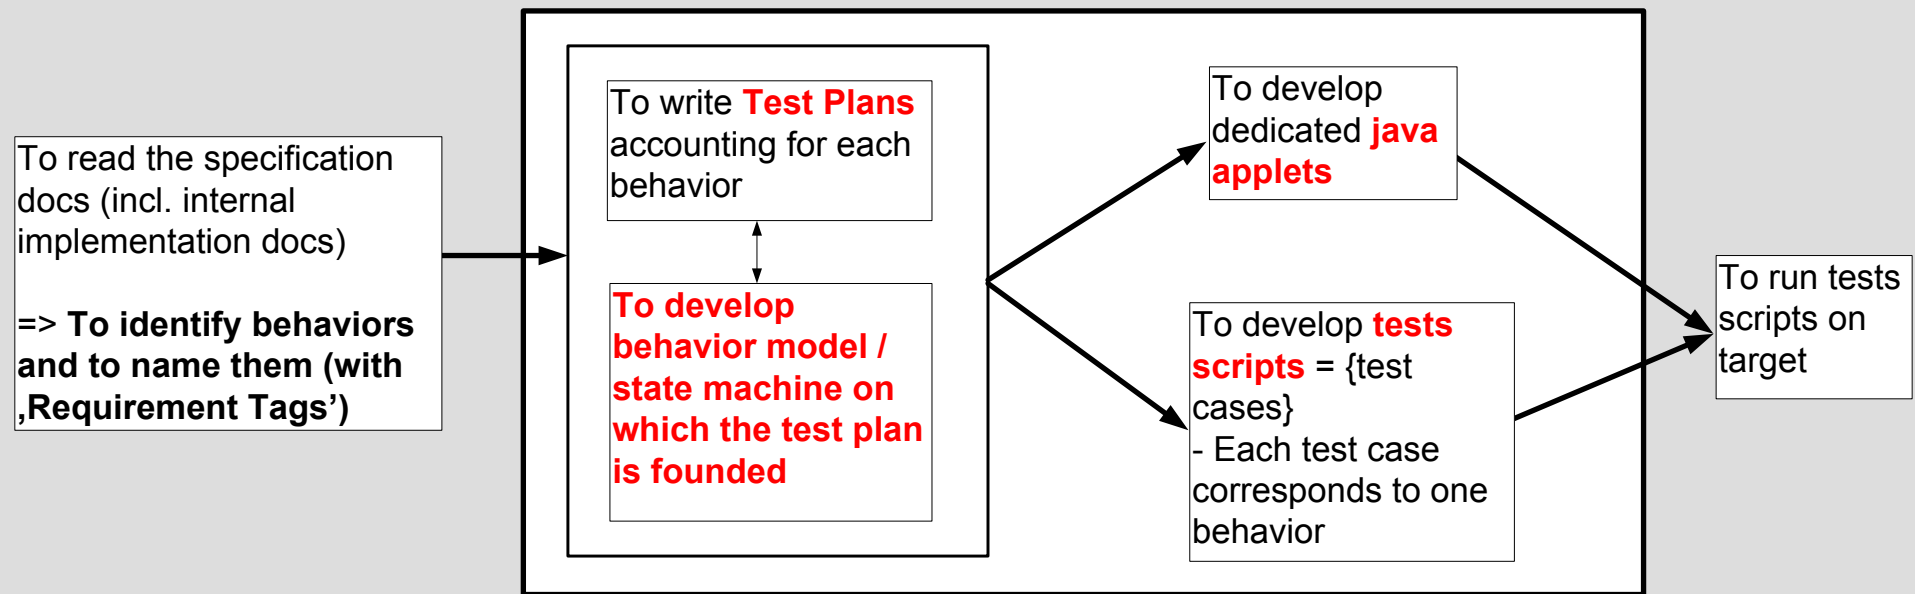 To read the specification
docs (incl. internal
implementation docs)
=> To identify behaviors
and to name them (with
‚Requirement Tags’)
To write Test Plans
accounting for each
behavior
To develop
behavior model /
state machine on
which the test plan
is founded
To develop
dedicated java
applets
To develop tests
scripts = {test
cases}
- Each test case
corresponds to one
behavior
To run tests
scripts on
target